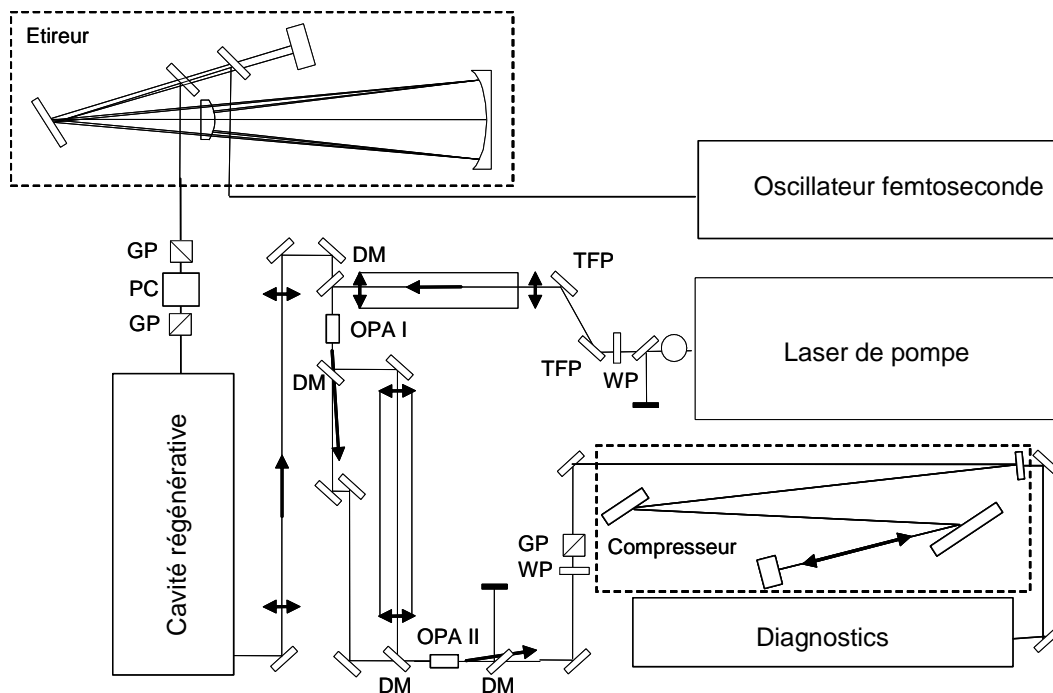 Etireur
Oscillateur femtoseconde
GP
DM
TFP
PC
GP
OPA I
Laser de pompe
TFP
WP
DM
Cavité régénérative
GP
Compresseur
WP
OPA II
Diagnostics
DM
DM